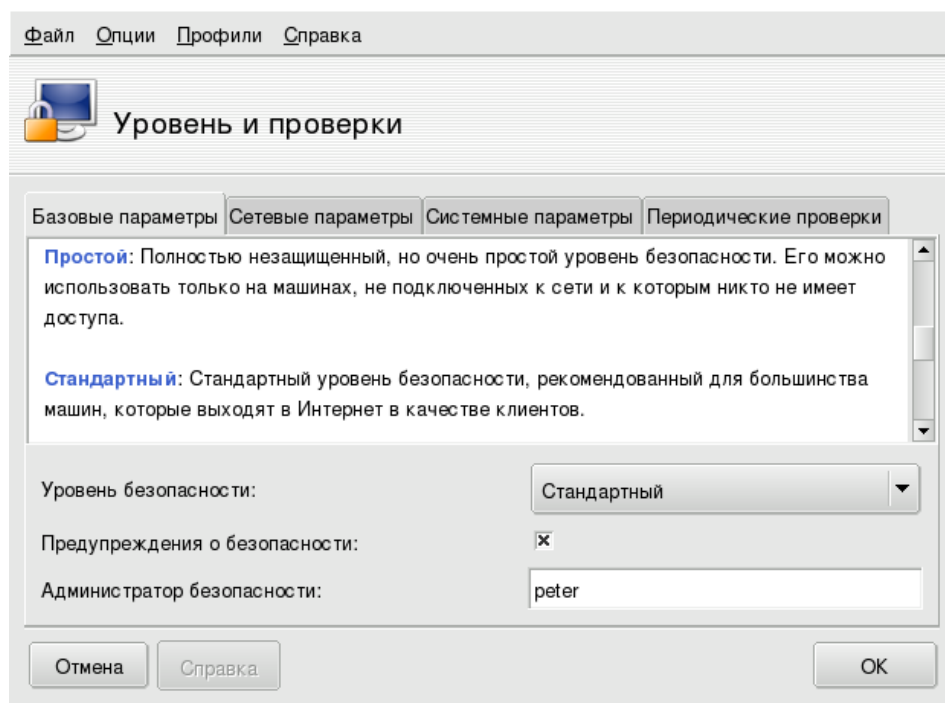 Файл Опции Профили Справка
Уровень и проверки
Базовые параметры Сетевые параметры Системные параметры Периодические проверки
Простой: Полностью незащищенный, но очень простой уровень безопасности. Его можно
использовать только на машинах, не подключенных к сети и к которым никто не имеет
доступа.
Стандартный: Стандартный уровень безопасности, рекомендованный для большинства
машин, которые выходят в Интернет в качестве клиентов.
Уровень безопасности: Стандартный
Предупреждения о безопасности:
Администратор безопасности: peter
Отмена Справка OK